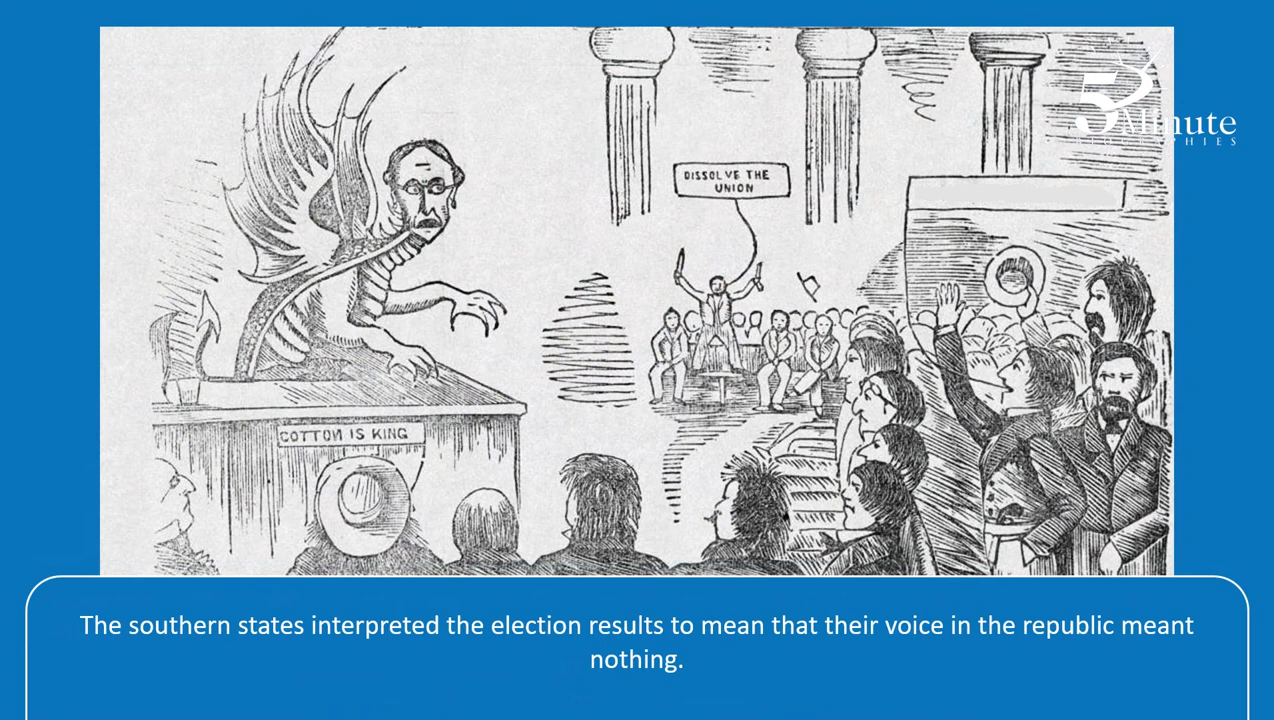 5
Minute
DISSOLVE THE
UNION
COTTON IS KING
The southern states interpreted the election results to mean that their voice in the republic meant
nothing.